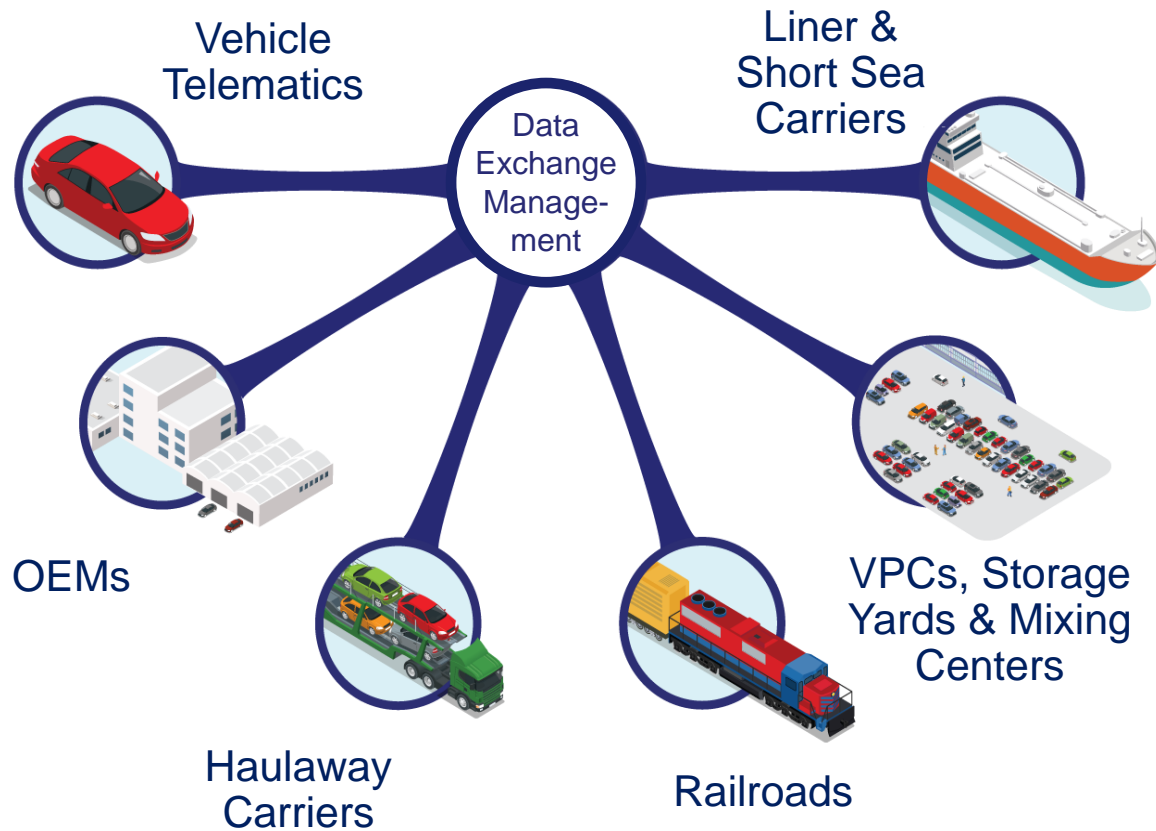 Vehicle
Telematics
Liner &
Short Sea
Carriers
Data
Exchange
Manage-
ment
OEMs
VPCs, Storage
Yards & Mixing
Centers
Haulaway
Carriers
Railroads